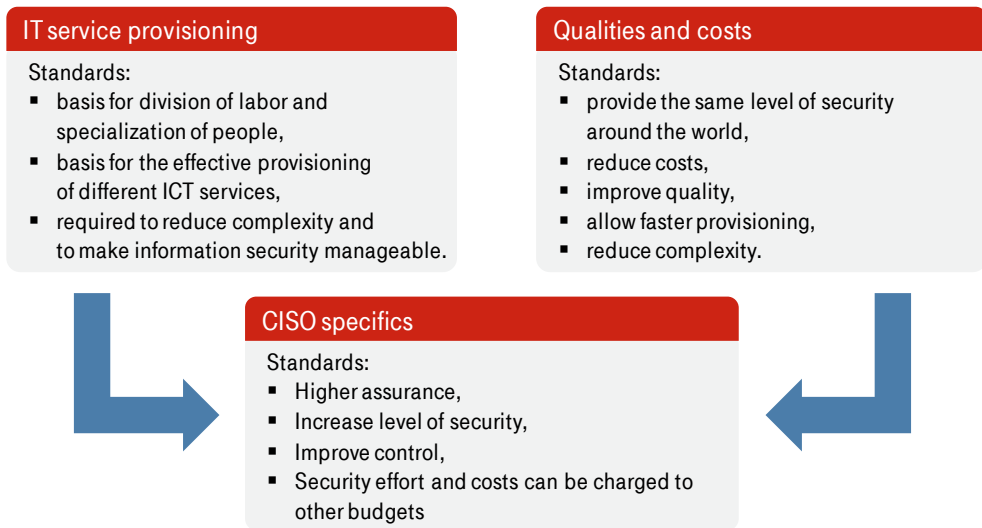 IT service provisioning
Standards:
▪ basis for division of labor and
specialization of people,
▪ basis for the effective provisioning
of different ICT services,
▪ required to reduce complexity and
to make information security manageable.
Qualities and costs
Standards:
▪ provide the same level of security
around the world,
▪ reduce costs,
▪ improve quality,
▪ allow faster provisioning,
▪ reduce complexity.
CISO specifics
Standards:
▪ Higher assurance,
▪ Increase level of security,
▪ Improve control,
▪ Security effort and costs can be charged to
other budgets